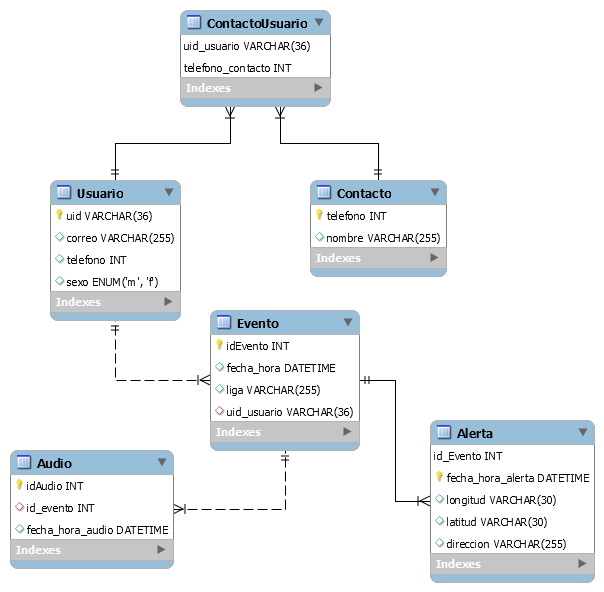 ContactoUsuario
uid_usuario VARCHAR(36)
telefono_contacto INT
Indexes
Usuario
uid VARCHAR(36)
correo VARCHAR(255)
telefono INT
sexo ENUM('m', 'f')
Indexes
Contacto
telefono INT
nombre VARCHAR(255)
Indexes
Evento
idEvento INT
fecha_hora DATETIME
liga VARCHAR(255)
uid_usuario VARCHAR(36)
Indexes
Audio
idAudio INT
id_evento INT
fecha_hora_audio DATETIME
Indexes
Alerta
id_Evento INT
fecha_hora_alerta DATETIME
longitud VARCHAR(30)
latitud VARCHAR(30)
direccion VARCHAR(255)
Indexes